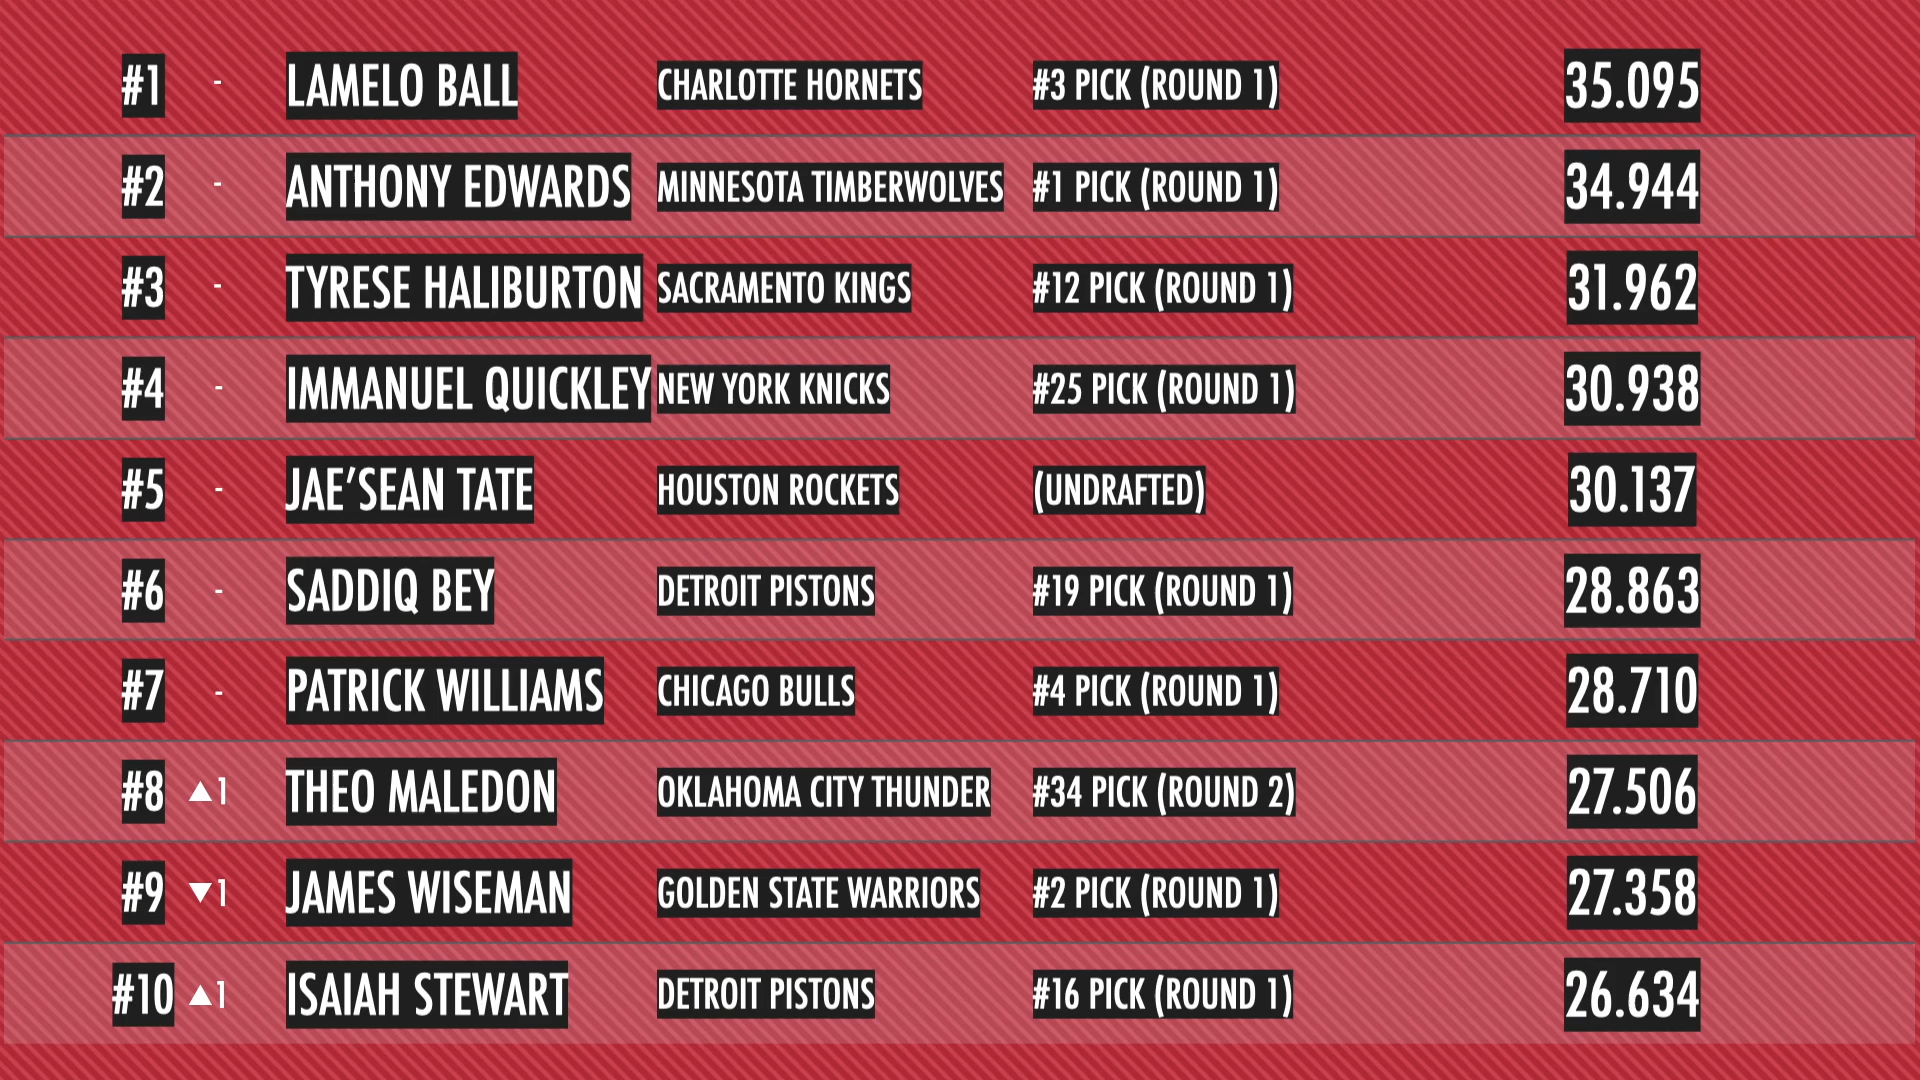 #1 - LAMELO BALL CHARLOTTE HORNETS #3 PICK (ROUND 1) 35.095
#2 - ANTHONY EDWARDS MINNESOTA TIMBERWOLVES #1 PICK (ROUND 1) 34.944
#3 - TYRESE HALIBURTON SACRAMENTO KINGS #12 PICK (ROUND 1) 31.962
#4 - IMMANUEL QUICKLEY NEW YORK KNICKS #25 PICK (ROUND 1) 30.938
#5 - JAE'SEAN TATE HOUSTON ROCKETS (UNDRAFTED) 30.137
#6 - SADDIQ BEY DETROIT PISTONS #19 PICK (ROUND 1) 28.863
#7 - PATRICK WILLIAMS CHICAGO BULLS #4 PICK (ROUND 1) 28.710
#8 ▲1 THEO MALEDON OKLAHOMA CITY THUNDER #34 PICK (ROUND 2) 27.506
#9 ▼1 JAMES WISEMAN GOLDEN STATE WARRIORS #2 PICK (ROUND 1) 27.358
#10 ▲1 ISAIAH STEWART DETROIT PISTONS #16 PICK (ROUND 1) 26.634